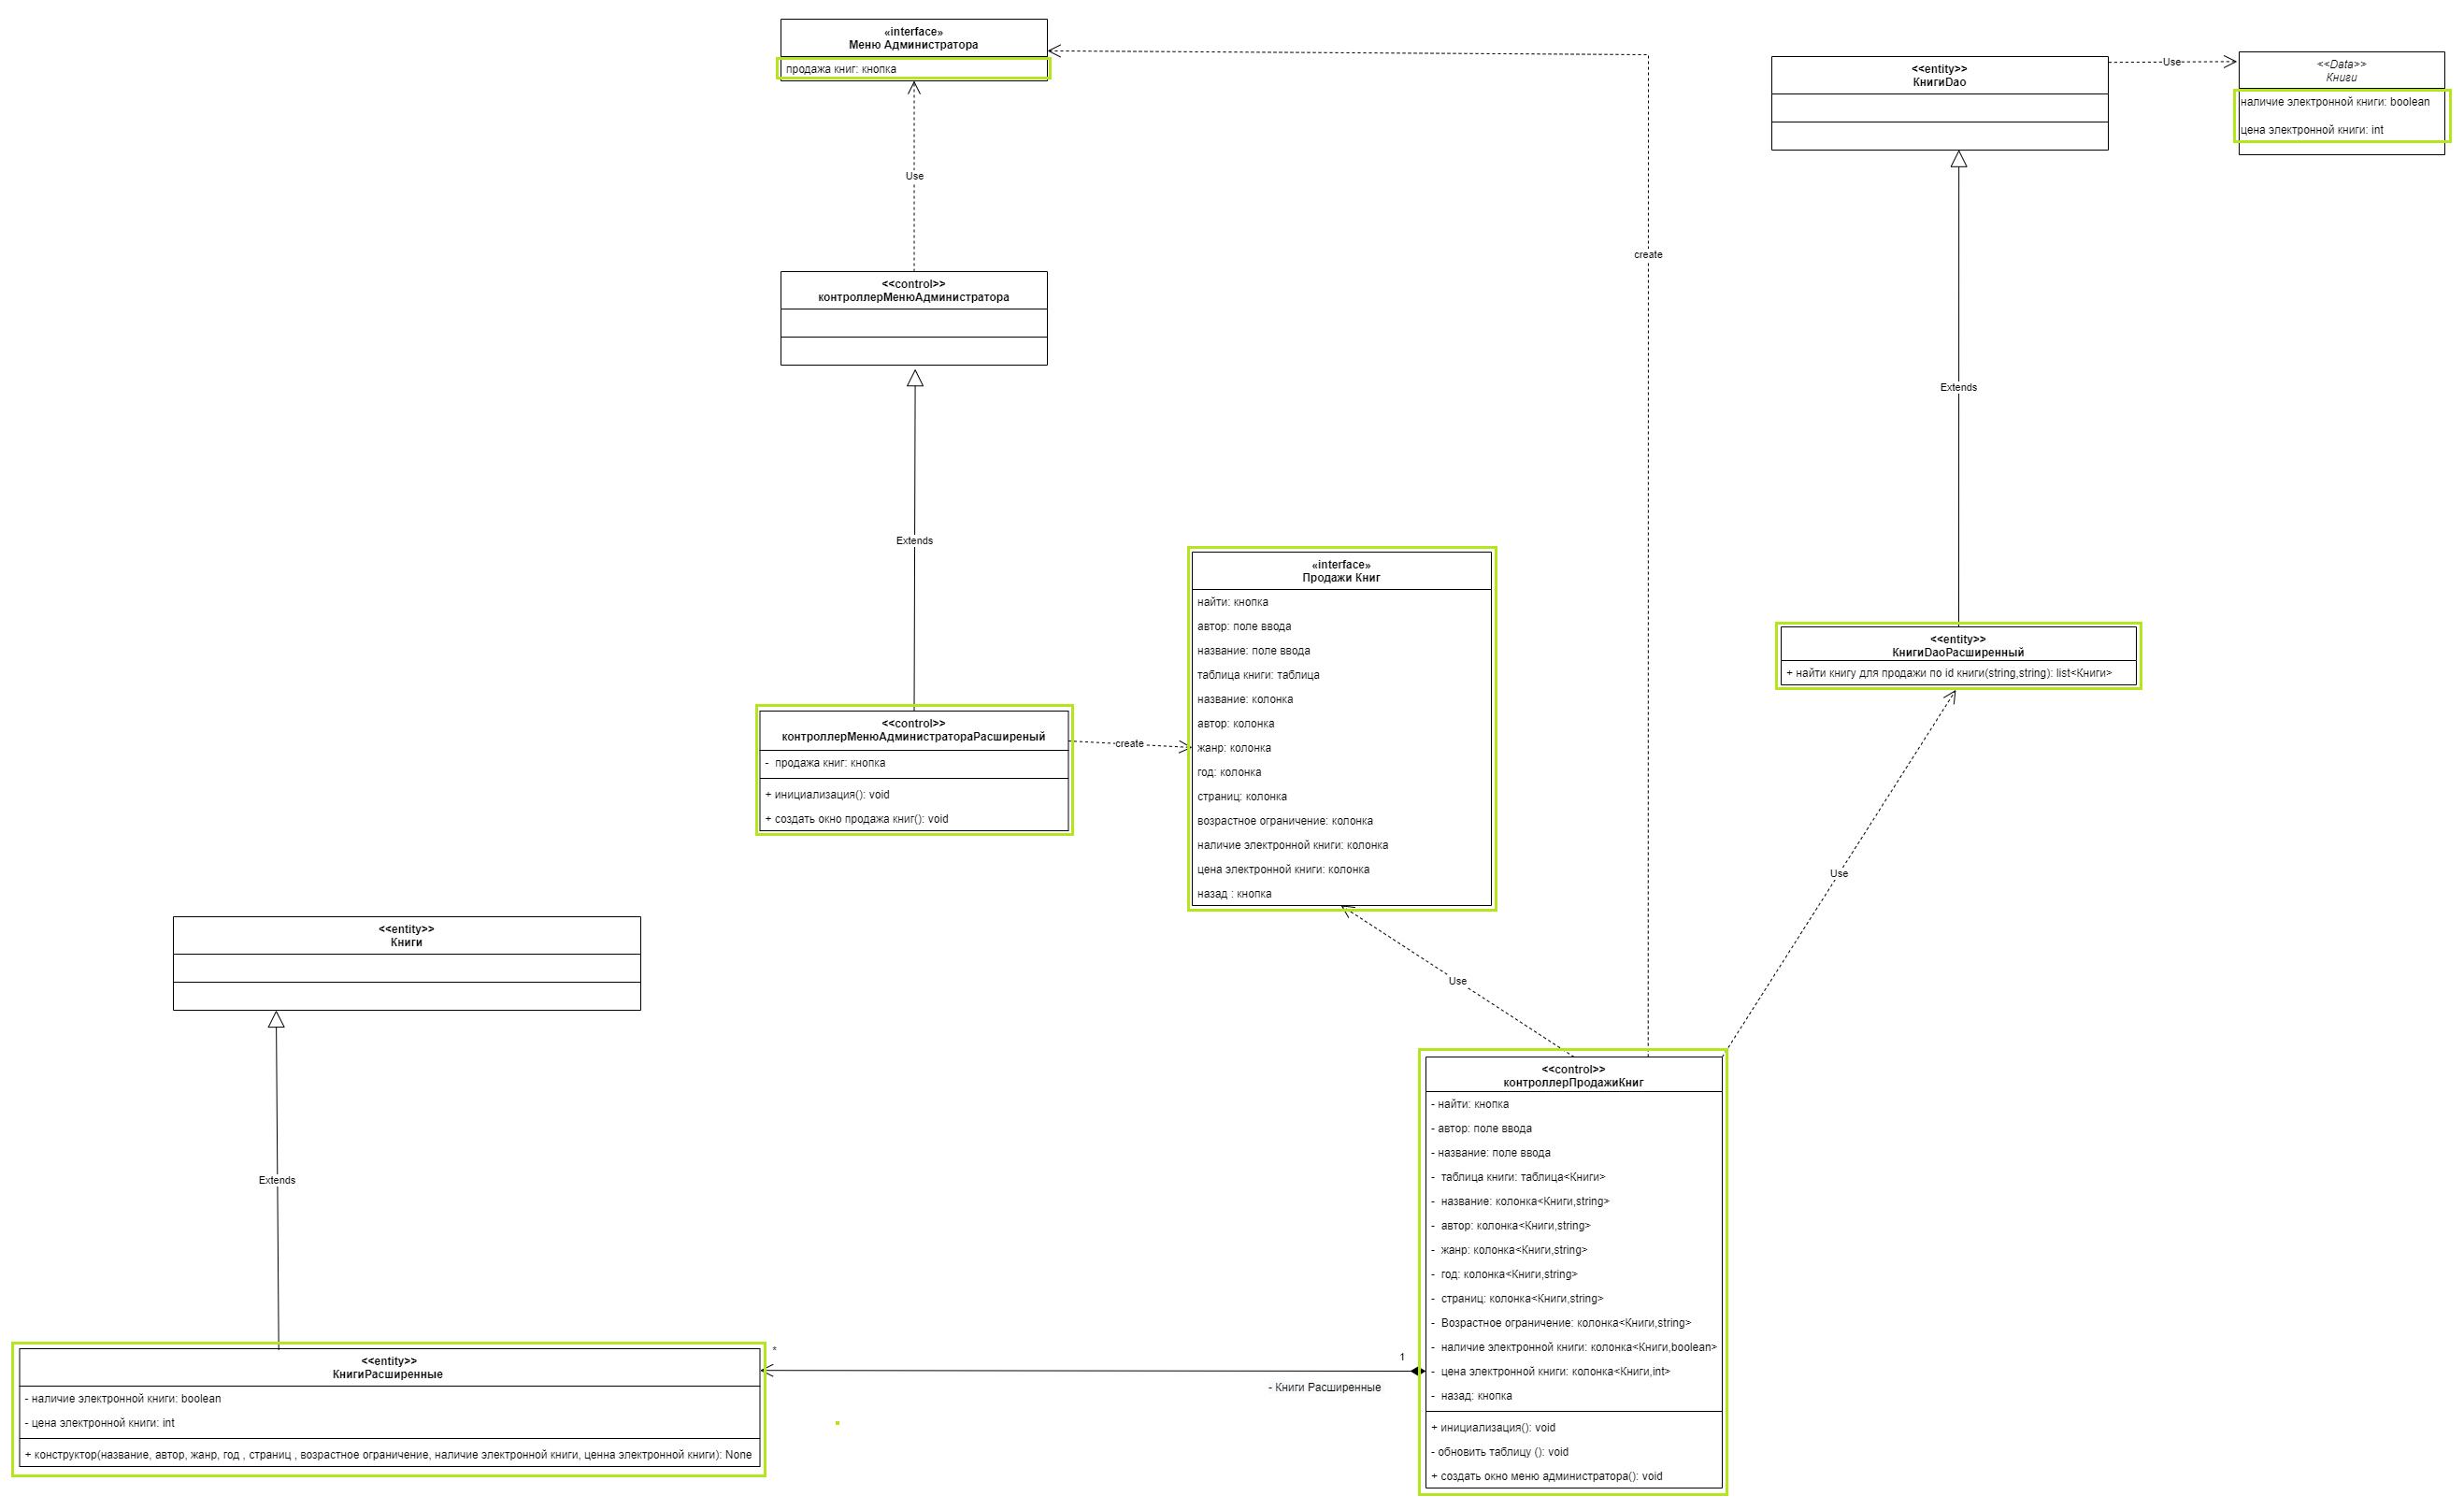 «interface»
Меню Администратора
продажа книг: кнопка
<<entity>>
КнигиDao
Use
<<Data>>
Книги
наличие электронной книги: boolean
цена электронной книги: int
Use
create
<<control>>
контроллерМенюАдминистратора
Extends
Extends
«interface»
Продажи Книг
найти: кнопка
автор: поле ввода
название: поле ввода
таблица книги: таблица
название: колонка
автор: колонка
жанр: колонка
год: колонка
страниц: колонка
возрастное ограничение: колонка
наличие электронной книги: колонка
цена электронной книги: колонка
назад : кнопка
<<entity>>
КнигиDaoРасширенный
+ найти книгу для продажи по id книги(string,string): list<Книги>
<<control>>
контроллерМенюАдминистратораРасширеный
- продажа книг: кнопка
+ инициализация(): void
+ создать окно продажа книг(): void
create
Use
Use
<<entity>>
Книги
Extends
<<control>>
контроллерПродажиКниг
- найти: кнопка
- автор: поле ввода
- название: поле ввода
- таблица книги: таблица<Книги>
- название: колонка<Книги,string>
- автор: колонка<Книги,string>
- жанр: колонка<Книги,string>
- год: колонка<Книги,string>
- страниц: колонка<Книги,string>
- Возрастное ограничение: колонка<Книги,string>
- наличие электронной книги: колонка<Книги,boolean>
- цена электронной книги: колонка<Книги,int>
- назад: кнопка
+ инициализация(): void
- обновить таблицу (): void
+ создать окно меню администратора(): void
*
1
- Книги Расширенные
<<entity>>
КнигиРасширенные
- наличие электронной книги: boolean
- цена электронной книги: int
+ конструктор(название, автор, жанр, год , страниц , возрастное ограничение, наличие электронной книги, ценна электронной книги): None